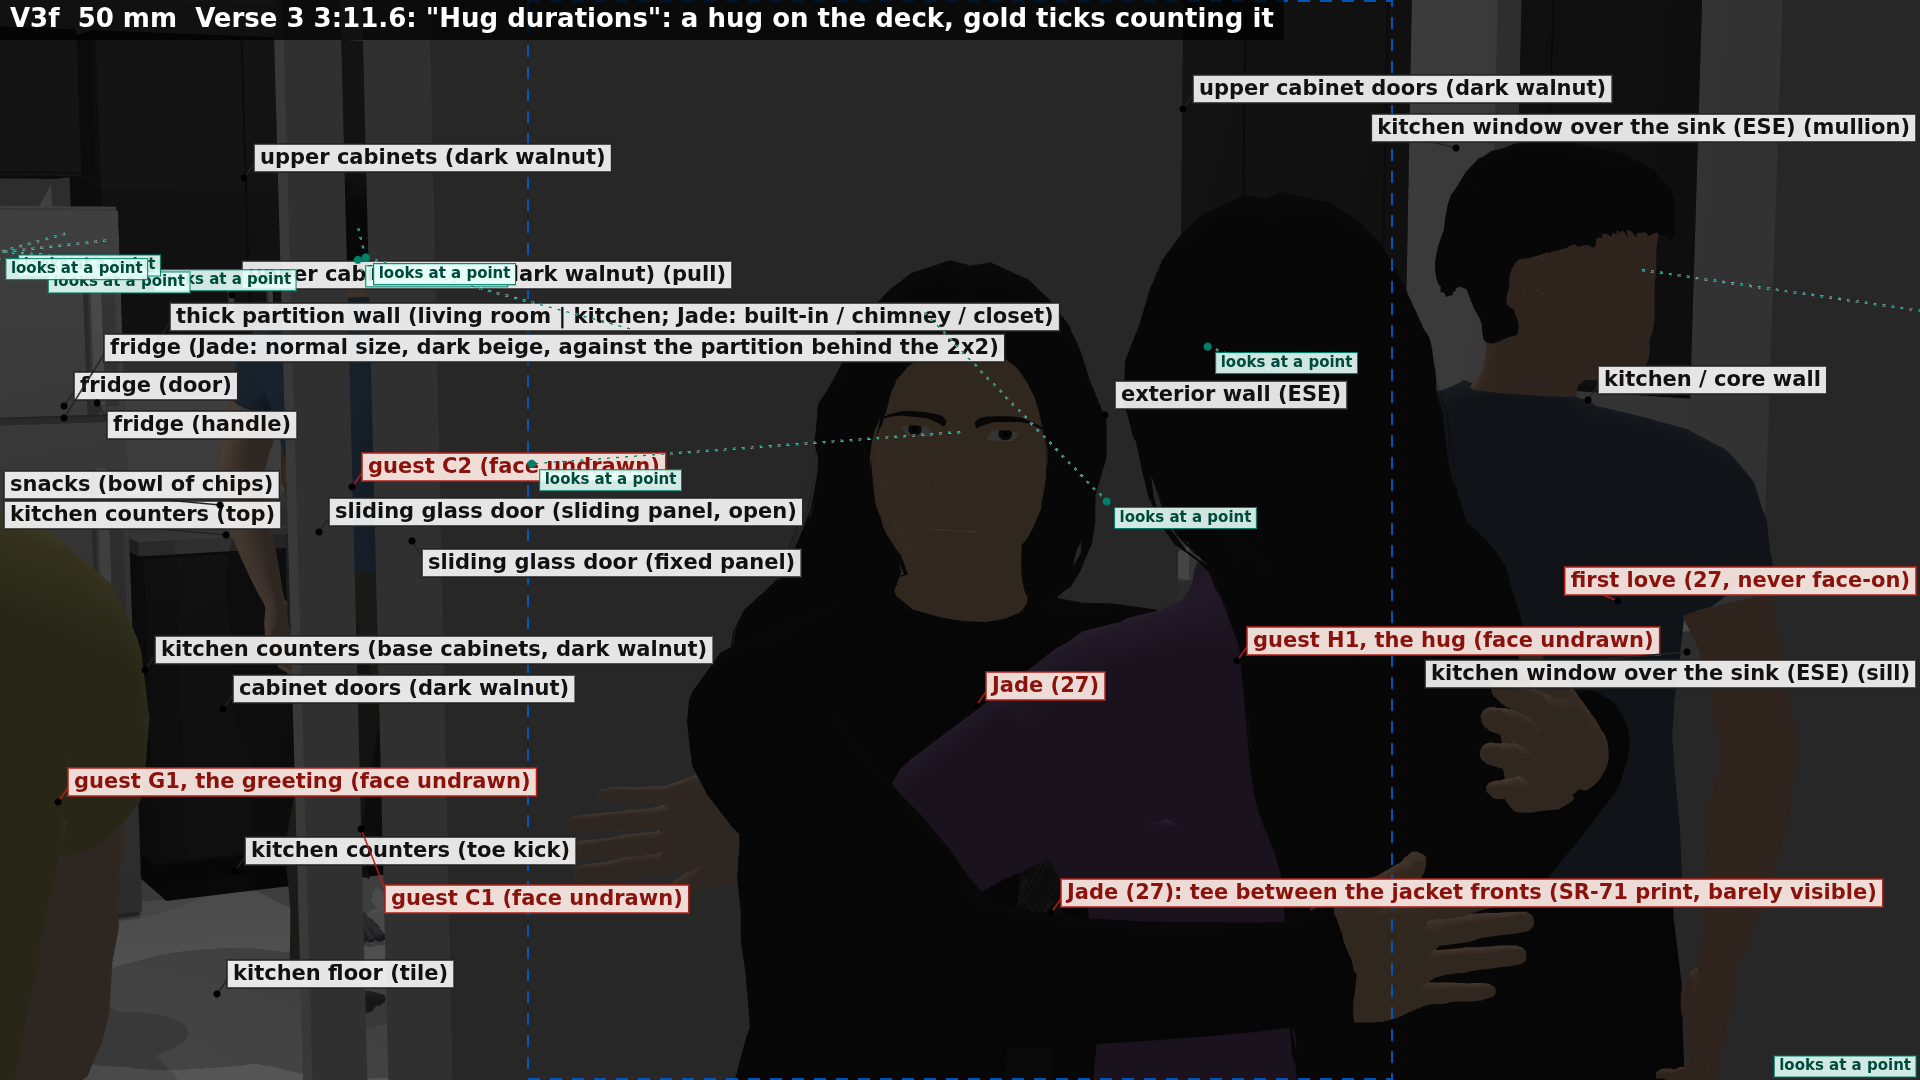 V3f 50 mm Verse 3 3:11.6: "Hug durations": a hug on the deck, gold ticks counting it
upper cabinet doors (dark walnut)
kitchen window over the sink (ESE) (mullion)
upper cabinets (dark walnut)
looks at a point
looks at a point
looks at a point
ark walnut) (pull)
thick partition wall (living room | kitchen; Jade: built-in / chimney / closet)
fridge (Jade: normal size, dark beige, against the partition behind the 2x2)
looks at a point
fridge (door)
exterior wall (ESE)
kitchen / core wall
fridge (handle)
guest C2 (face undrawn)
looks at a point
snacks (bowl of chips)
kitchen counters (top)
sliding glass door (sliding panel, open)
looks at a point
sliding glass door (fixed panel)
first love (27, never face-on)
guest H1, the hug (face undrawn)
kitchen counters (base cabinets, dark walnut)
kitchen window over the sink (ESE) (sill)
cabinet doors (dark walnut)
Jade (27)
guest G1, the greeting (face undrawn)
kitchen counters (toe kick)
guest C1 (face undrawn)
Jade (27): tee between the jacket fronts (SR-71 print, barely visible)
kitchen floor (tile)
looks at a point